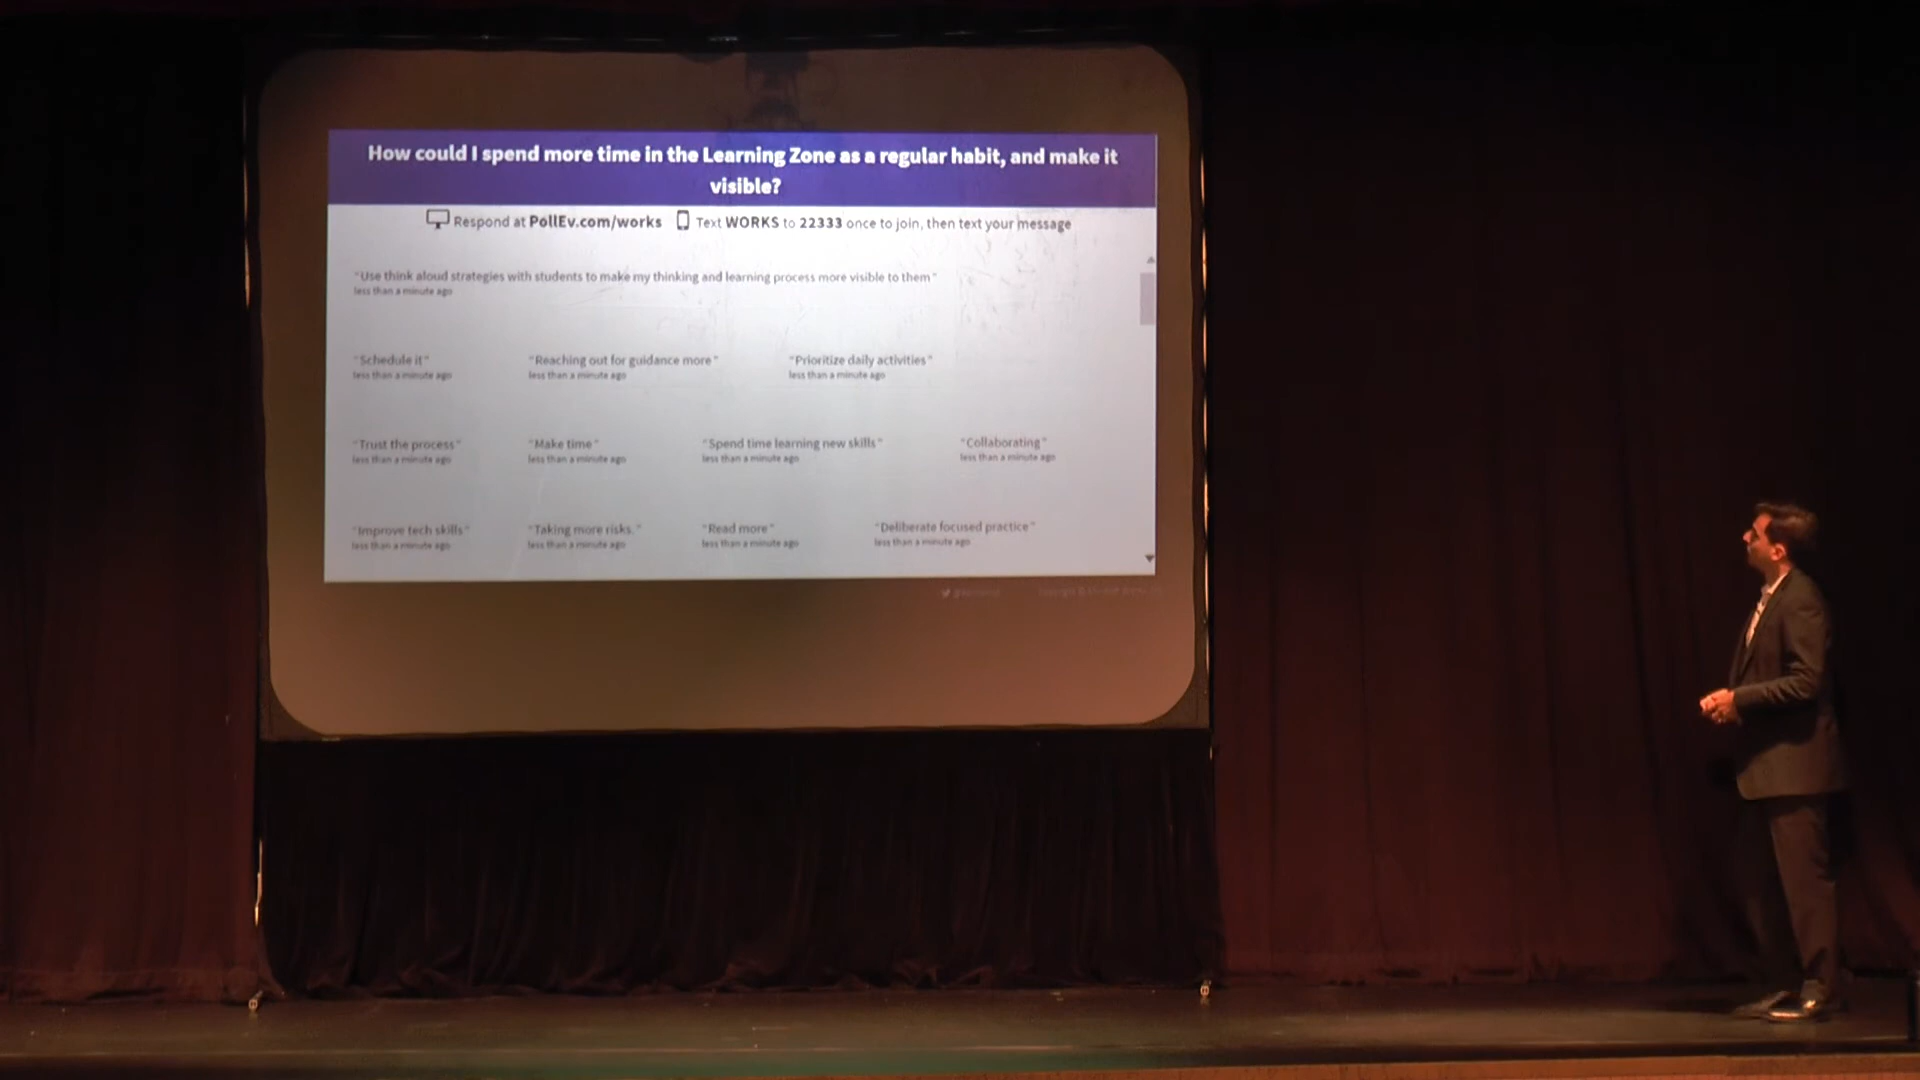 How could I spend more time in the Learning Zone as a regular habit, and make it
visible?
Respond at PollEv.com/works Text WORKS to 22333 once to join, then text your message
"Use think aloud strategies with students to make my thinking and learning process more visible to them"
less than a minute ago
"Schedule it" "Reaching out for guidance more" "Prioritize daily activities"
less than a minute ago less than a minute ago less than a minute ago
"Trust the process" "Make time" "Spend time learning new skills" "Collaborating"
less than a minute ago less than a minute ago less than a minute ago less than a minute ago
"Improve tech skills" "Taking more risks." "Read more" "Deliberate focused practice"
less than a minute ago less than a minute ago less than a minute ago less than a minute ago